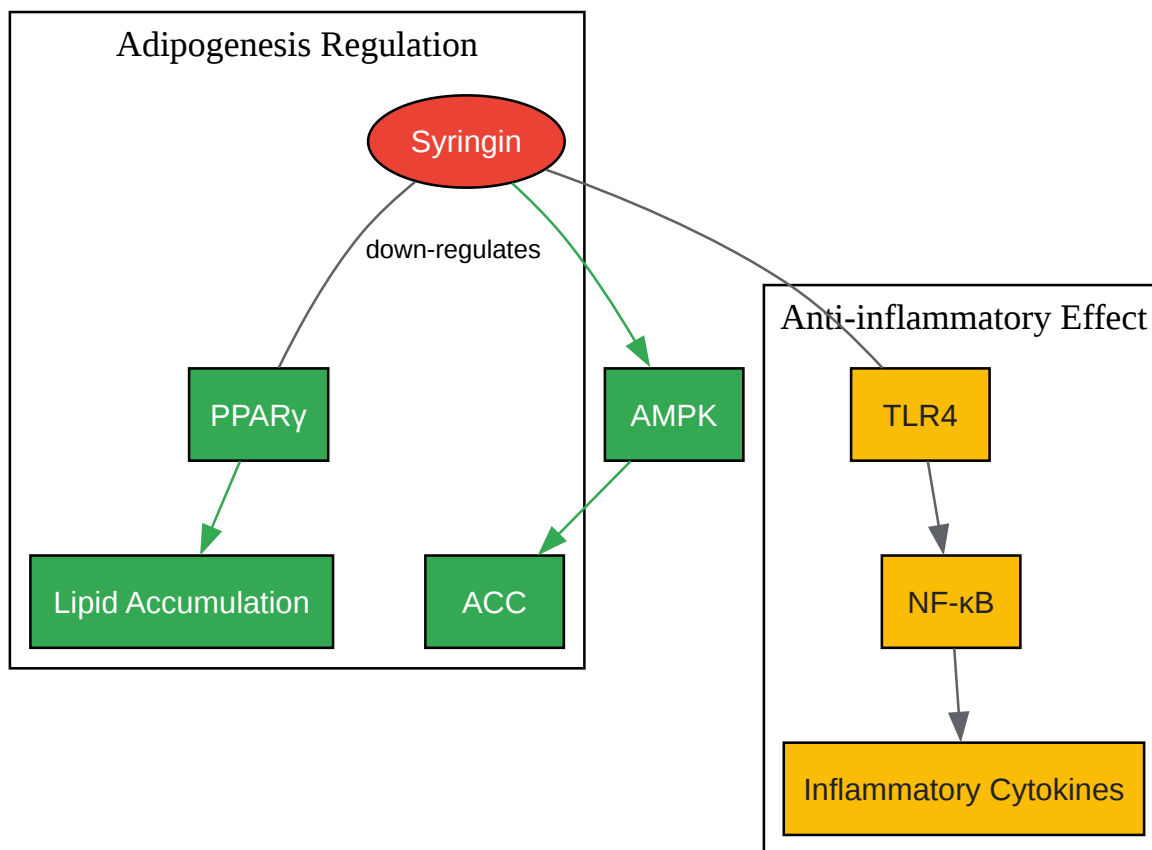 Adipogenesis Regulation
Syringin
down-regulates
Anti-inflammatory Effect
PPARγ
AMPK
TLR4
Lipid Accumulation
ACC
NF-κB
Inflammatory Cytokines